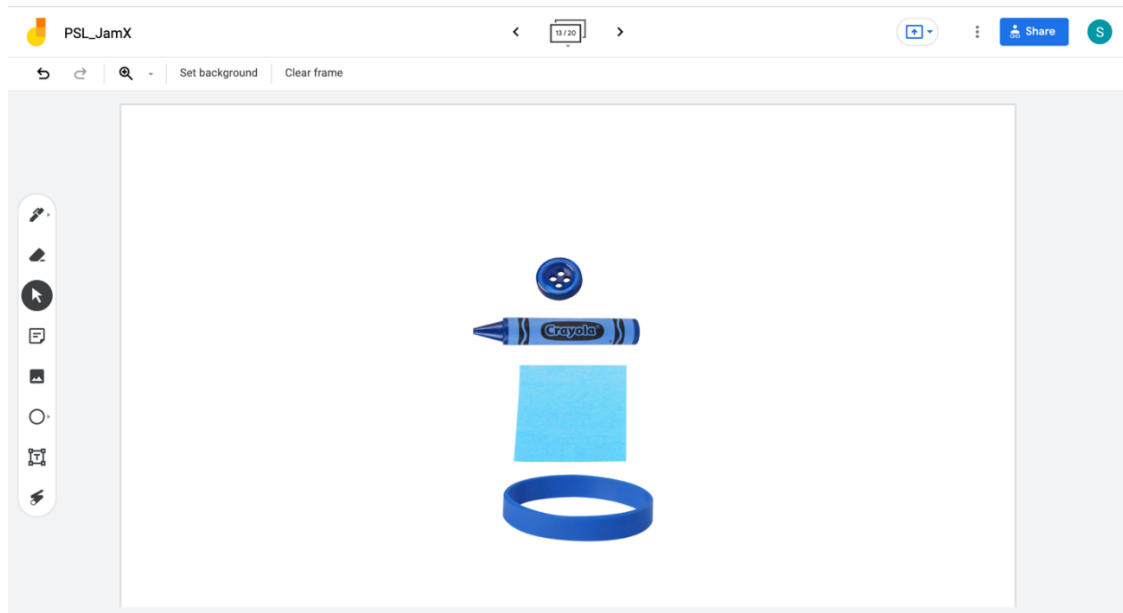 PSL_JamX
13 / 20
Share
S
Set background
Clear frame
Crayola
T